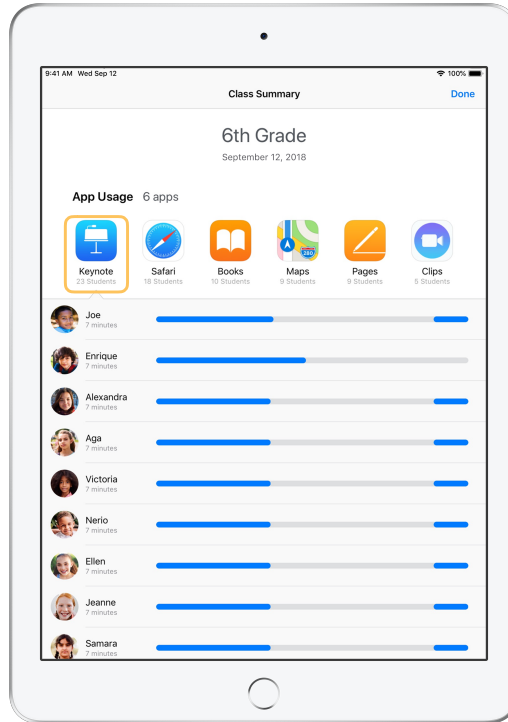 9:41 AM Wed Sep 12
100%
Class Summary
Done
6th Grade
September 12, 2018
App Usage 6 apps
280
Keynote
23 Students
Safari
18 Students
Books
10 Students
Maps
9 Students
Pages
9 Students
Clips
5 Students
Joe
7 minutes
Enrique
7 minutes
Alexandra
7 minutes
Aga
7 minutes
Victoria
7 minutes
Nerio
7 minutes
Ellen
7 minutes
Jeanne
7 minutes
Samara
7 minutes